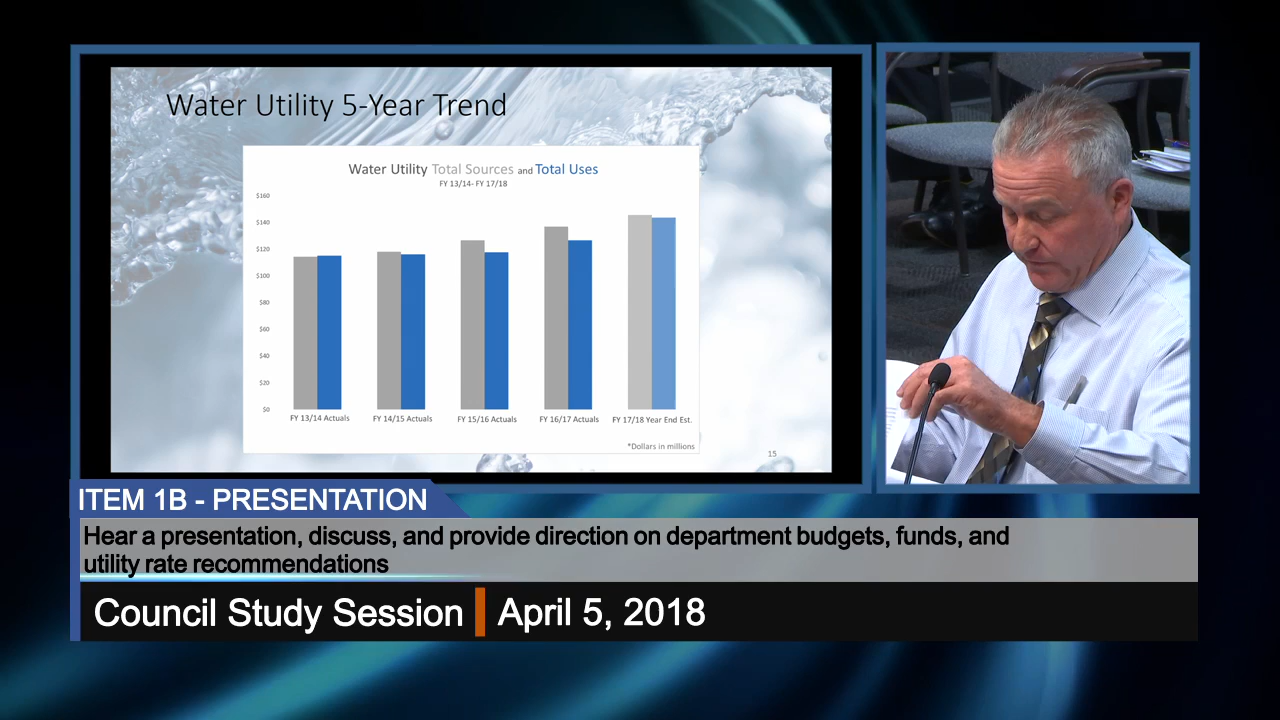 Water Utility 5-Year Trend
Water Utility Total Sources and Total Uses
FY 13/14- FY 17/18
$160
$140
$120
$100
$80
$60
$40
$20
$0
FY 13/14 Actuals
FY 14/15 Actuals
FY 15/16 Actuals
FY 16/17 Actuals
FY 17/18 Year End Est.
*Dollars in millions
15
ITEM 1B - PRESENTATION
Hear a presentation, discuss, and provide direction on department budgets, funds, and
utility rate recommendations
Council Study Session
April 5, 2018